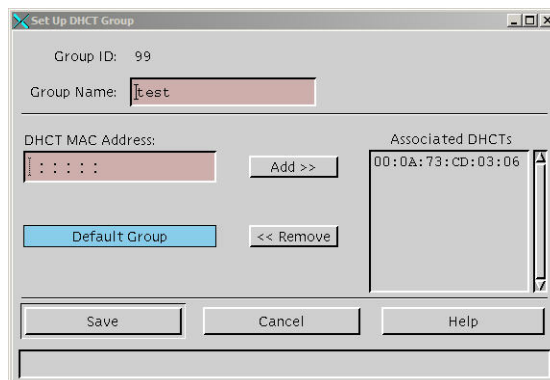 Set Up DHCT Group
Group ID: 99
Group Name: test
DHCT MAC Address:
: : : : :
Add >>
Associated DHCTs
00:0A:73:CD:03:06
Default Group
<< Remove
Save
Cancel
Help